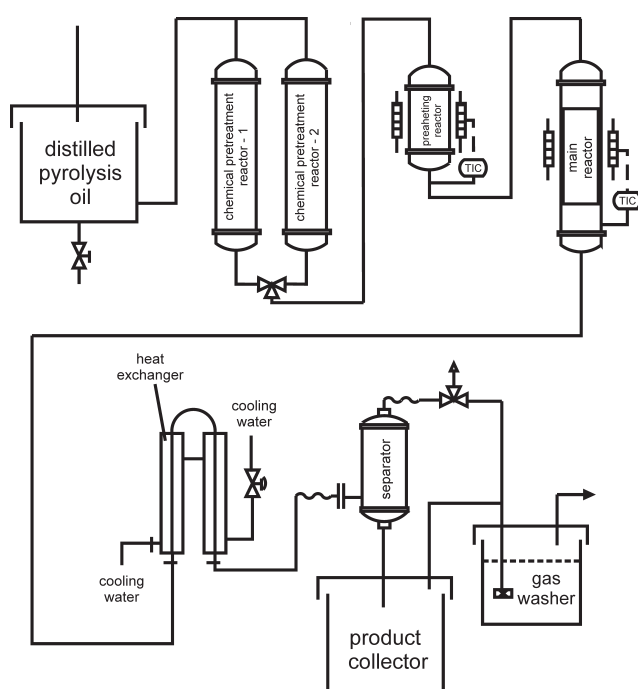 distilled
pyrolysis
oil
chemical pretreatment
reactor - 1
chemical pretreatment
reactor - 2
preaheting
reactor
TIC
main
reactor
TIC
heat
exchanger
cooling
water
cooling
water
separator
gas
washer
product
collector